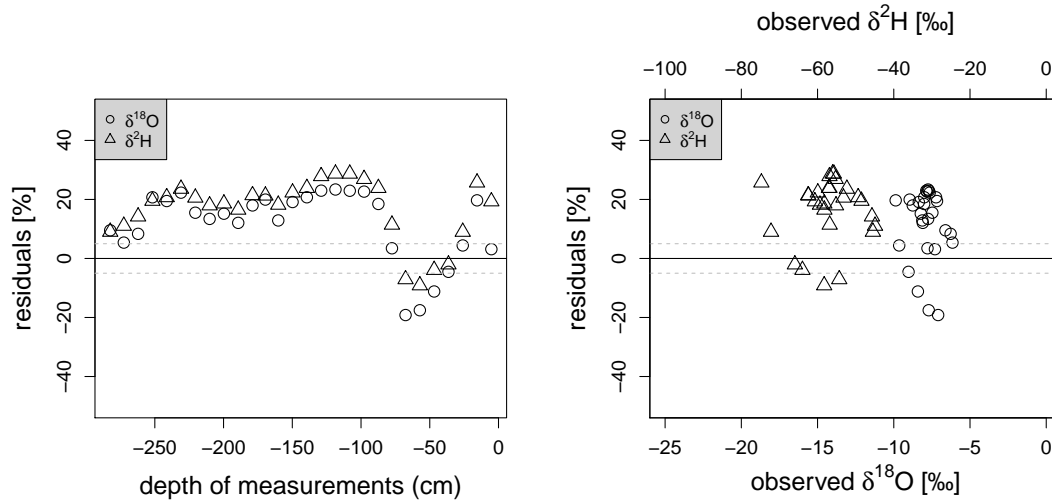 δ18O
δ2H
40
20
0
−20
−40
residuals [%]
−250 −200 −150 −100 −50 0
depth of measurements (cm)
observed δ2H [‰]
−100 −80 −60 −40 −20 0
δ18O
δ2H
40
20
0
−20
−40
residuals [%]
−25 −20 −15 −10 −5 0
observed δ18O [‰]